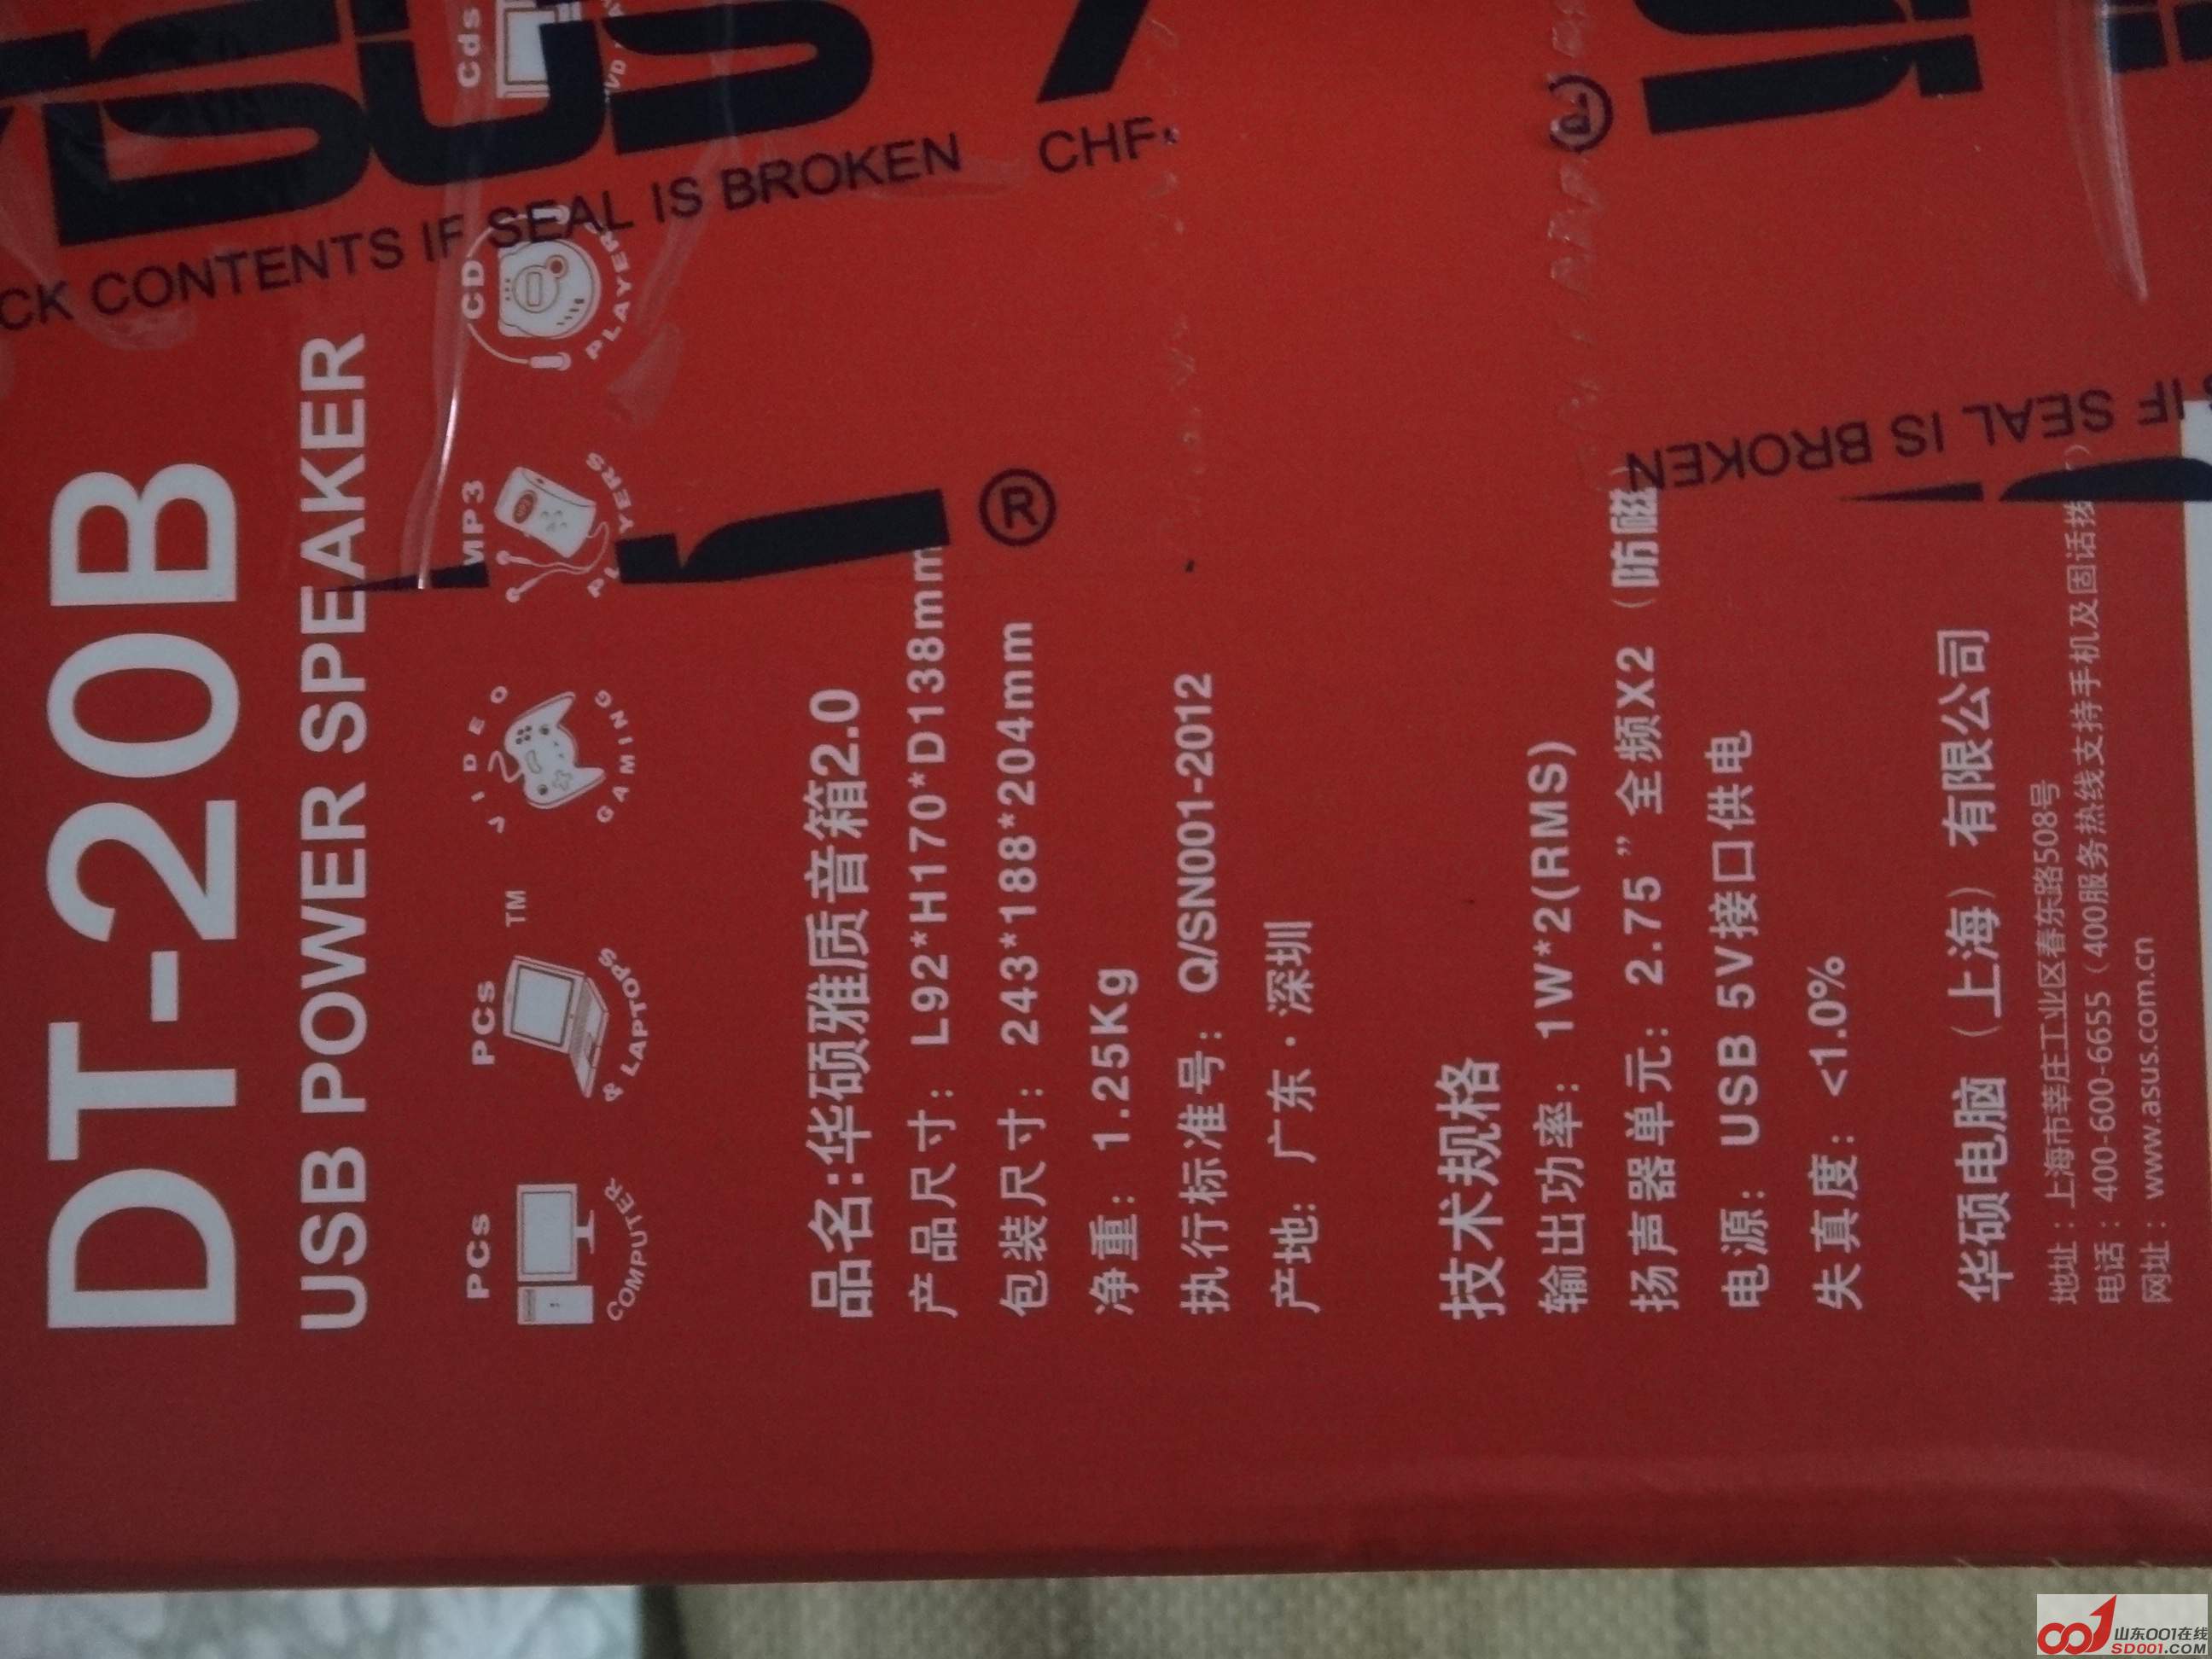 DT-20B
USB POWER SPEAKER
PCs
COMPUTER
PCs
& LAPTOPS
TM
VIDEO
GAMING
MP3
PLAYERS
CD
PLAYER
Cds
品名:华硕雅质音箱2.0
产品尺寸: L92*H170*D138mm
包装尺寸: 243*188*204mm
净重: 1.25Kg
执行标准号: Q/SN001-2012
产地: 广东·深圳
技术规格
输出功率: 1W*2(RMS)
扬声器单元: 2.75”全频X2（防磁
电源: USB 5V接口供电
失真度: <1.0%
华硕电脑（上海）有限公司
地址：上海市莘庄工业区春东路508号
电话：400-600-6655（400服务热线支持手机及固话拨
网址：www.asus.com.cn
ASUS
CK CONTENTS IF SEAL IS BROKEN
®
IF SEAL IS BROKEN
山东001在线
SD001.COM